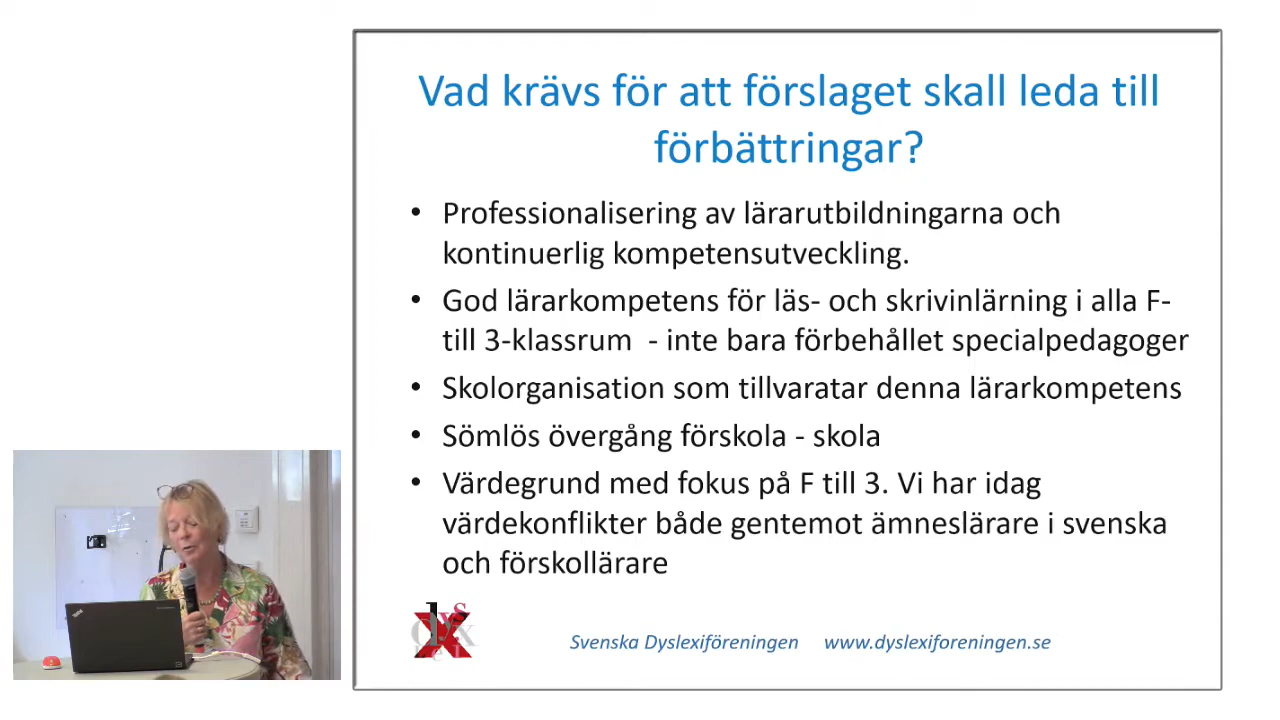 Vad krävs för att förslaget skall leda till
förbättringar?
• Professionalisering av lärarutbildningarna och
kontinuerlig kompetensutveckling.
• God lärarkompetens för läs- och skrivinlärning i alla F-
till 3-klassrum - inte bara förbehållet specialpedagoger
• Skolorganisation som tillvaratar denna lärarkompetens
• Sömlös övergång förskola - skola
• Värdegrund med fokus på F till 3. Vi har idag
värdekonflikter både gentemot ämneslärare i svenska
och förskollärare
Svenska Dyslexiföreningen www.dyslexiforeningen.se